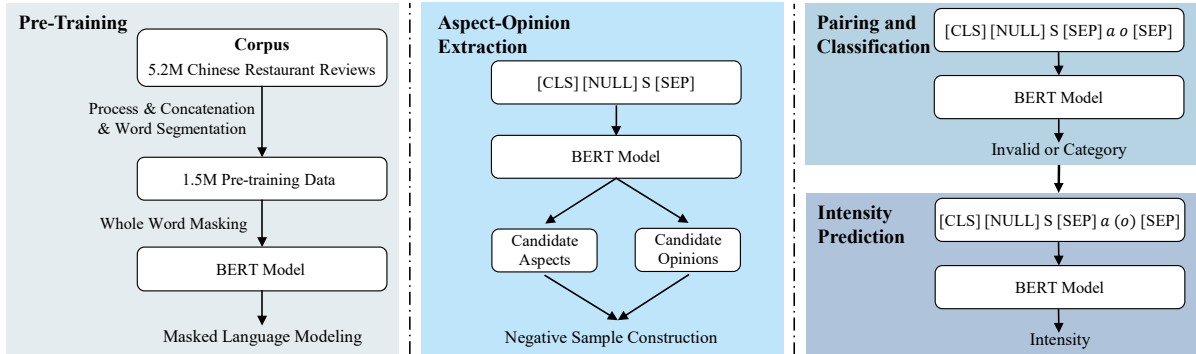 Pre-Training
Corpus
5.2M Chinese Restaurant Reviews
Process & Concatenation
& Word Segmentation
1.5M Pre-training Data
Whole Word Masking
BERT Model
Masked Language Modeling
Aspect-Opinion
Extraction
[CLS] [NULL] S [SEP]
BERT Model
Candidate
Aspects
Candidate
Opinions
Negative Sample Construction
Pairing and
Classification
[CLS] [NULL] S [SEP] a o [SEP]
BERT Model
Invalid or Category
Intensity
Prediction
[CLS] [NULL] S [SEP] a (o) [SEP]
BERT Model
Intensity